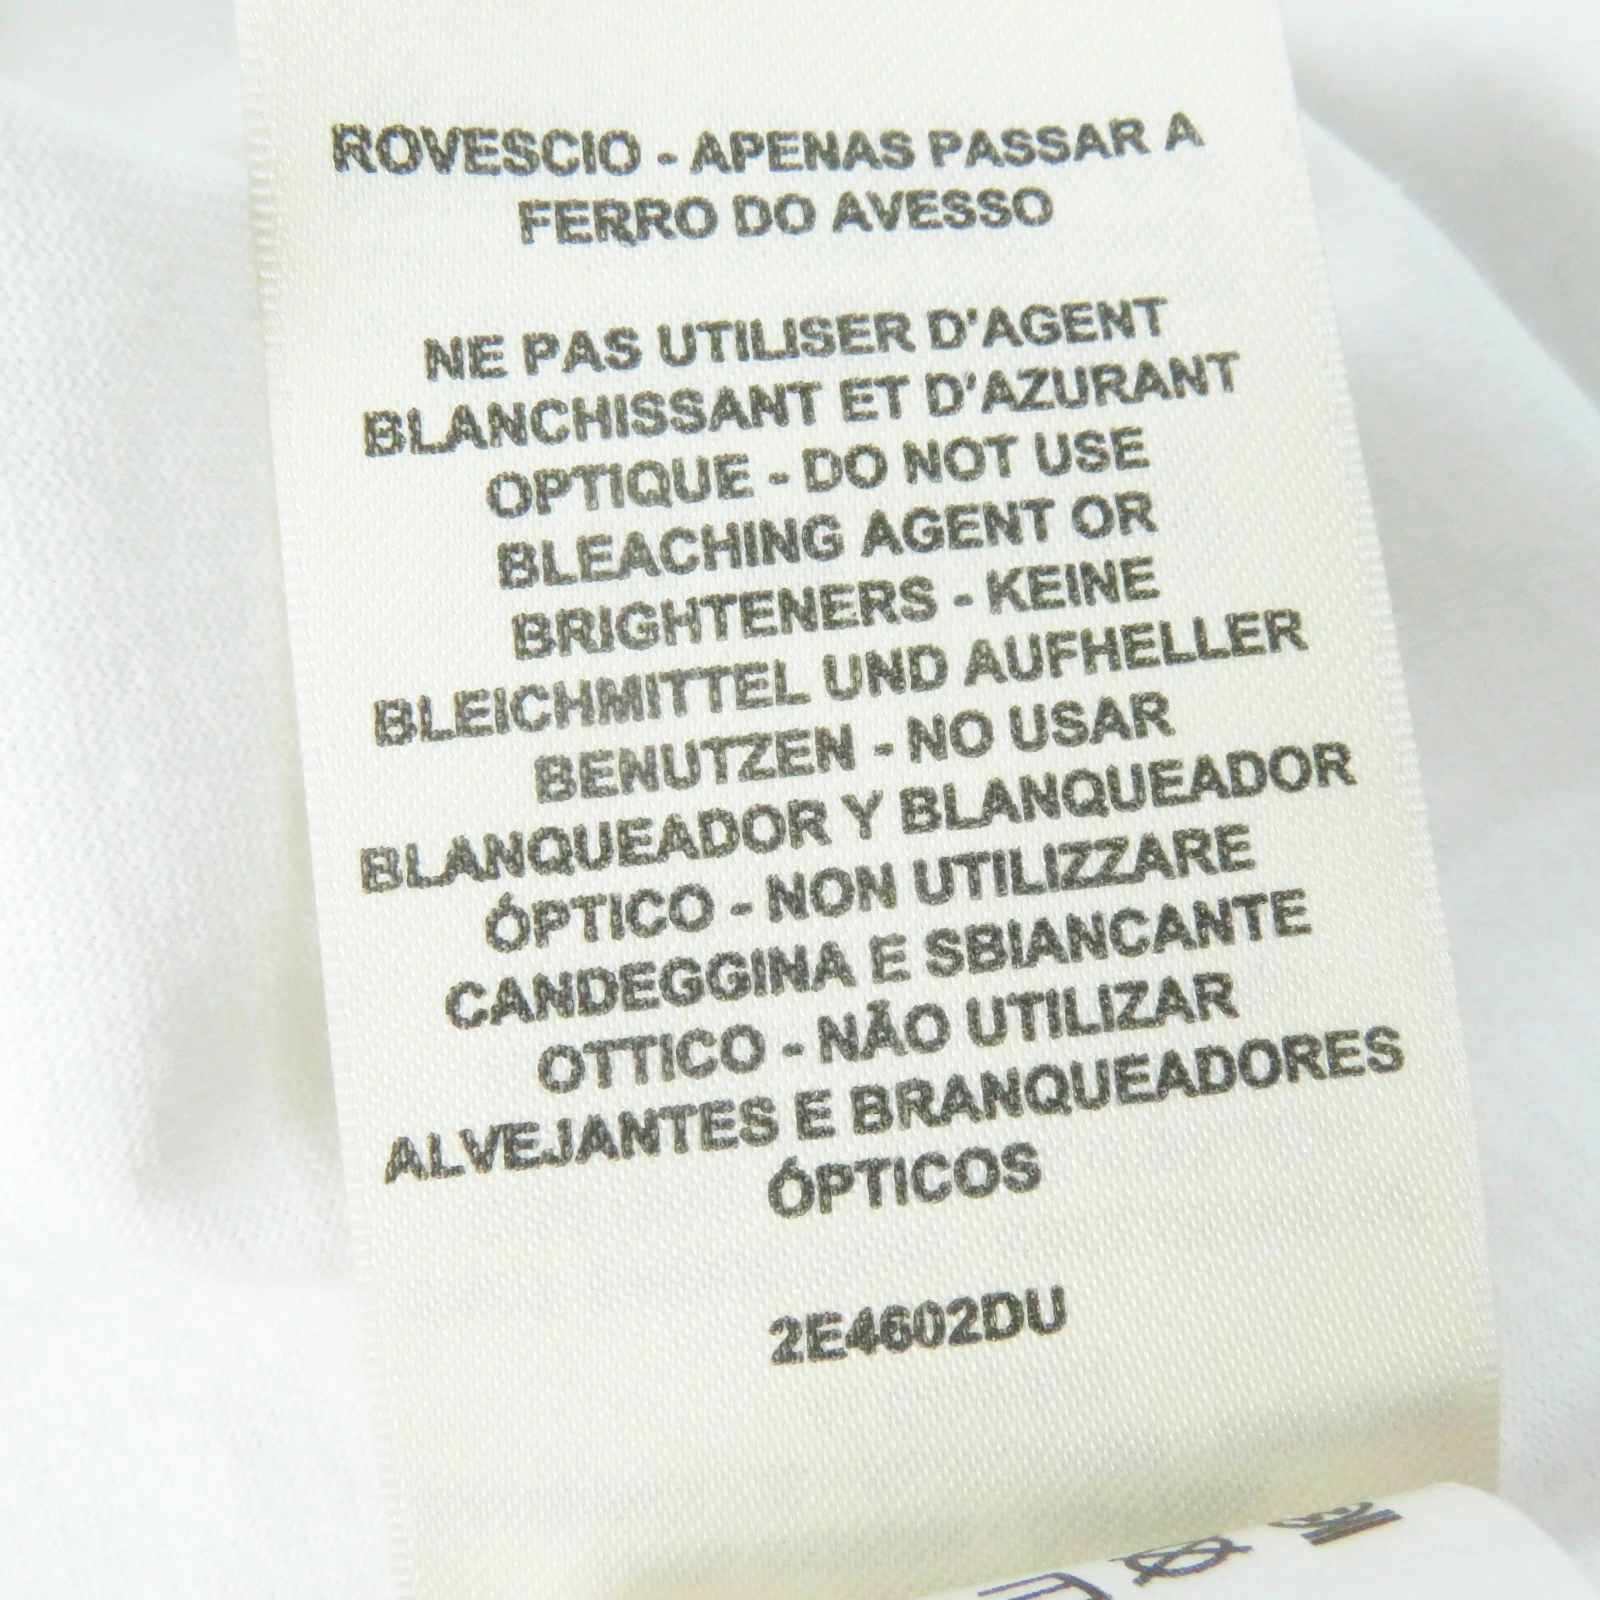 ROVESCIO - APENAS PASSAR A
FERRO DO AVESSO
NE PAS UTILISER D'AGENT
BLANCHISSANT ET D'AZURANT
OPTIQUE - DO NOT USE
BLEACHING AGENT OR
BRIGHTENERS - KEINE
BLEICHMITTEL UND AUFHELLER
BENUTZEN - NO USAR
BLANQUEADOR Y BLANQUEADOR
ÓPTICO - NON UTILIZZARE
CANDEGGINA E SBIANCANTE
OTTICO - NÃO UTILIZAR
ALVEJANTES E BRANQUEADORES
ÓPTICOS
2E4602DU